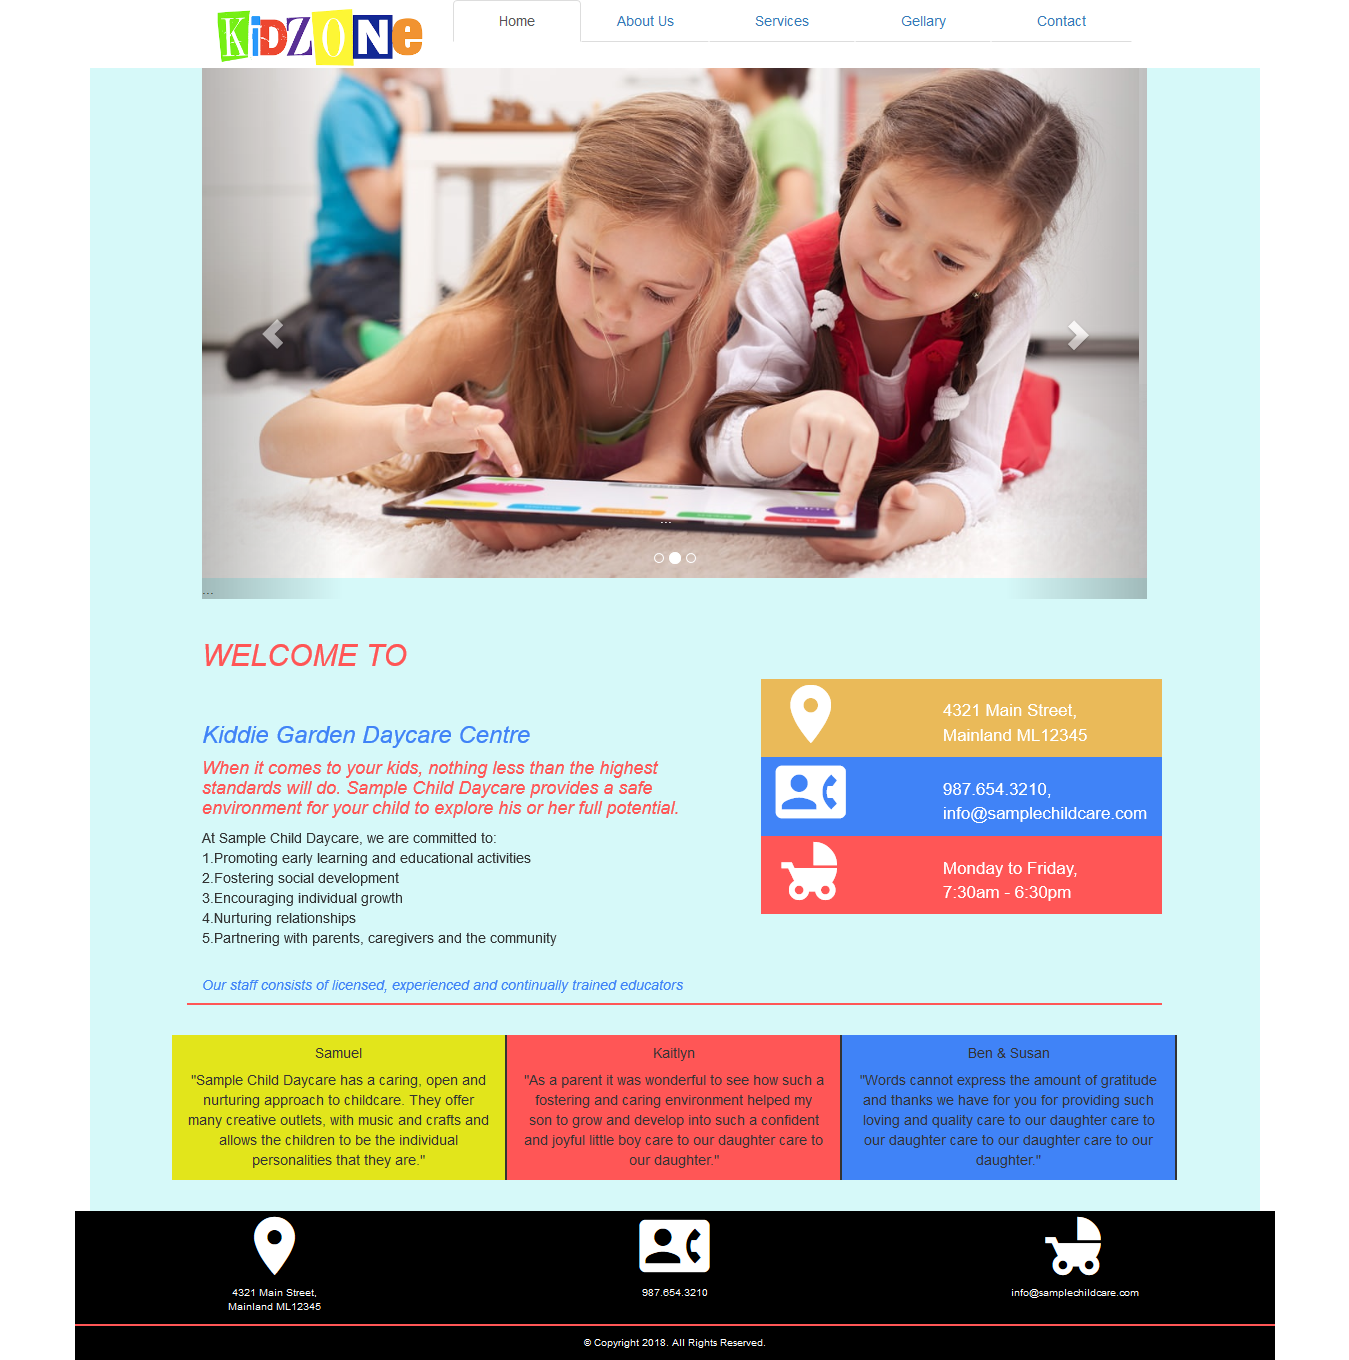 KiDZONe
Home
About Us
Services
Gellary
Contact
...
...
WELCOME TO
Kiddie Garden Daycare Centre
When it comes to your kids, nothing less than the highest
standards will do. Sample Child Daycare provides a safe
environment for your child to explore his or her full potential.
At Sample Child Daycare, we are committed to:
1.Promoting early learning and educational activities
2.Fostering social development
3.Encouraging individual growth
4.Nurturing relationships
5.Partnering with parents, caregivers and the community
Our staff consists of licensed, experienced and continually trained educators
4321 Main Street,
Mainland ML12345
987.654.3210,
info@samplechildcare.com
Monday to Friday,
7:30am - 6:30pm
Samuel
"Sample Child Daycare has a caring, open and
nurturing approach to childcare. They offer
many creative outlets, with music and crafts and
allows the children to be the individual
personalities that they are."
Kaitlyn
"As a parent it was wonderful to see how such a
fostering and caring environment helped my
son to grow and develop into such a confident
and joyful little boy care to our daughter care to
our daughter."
Ben & Susan
"Words cannot express the amount of gratitude
and thanks we have for you for providing such
loving and quality care to our daughter care to
our daughter care to our daughter care to our
daughter."
4321 Main Street,
Mainland ML12345
987.654.3210
info@samplechildcare.com
© Copyright 2018. All Rights Reserved.